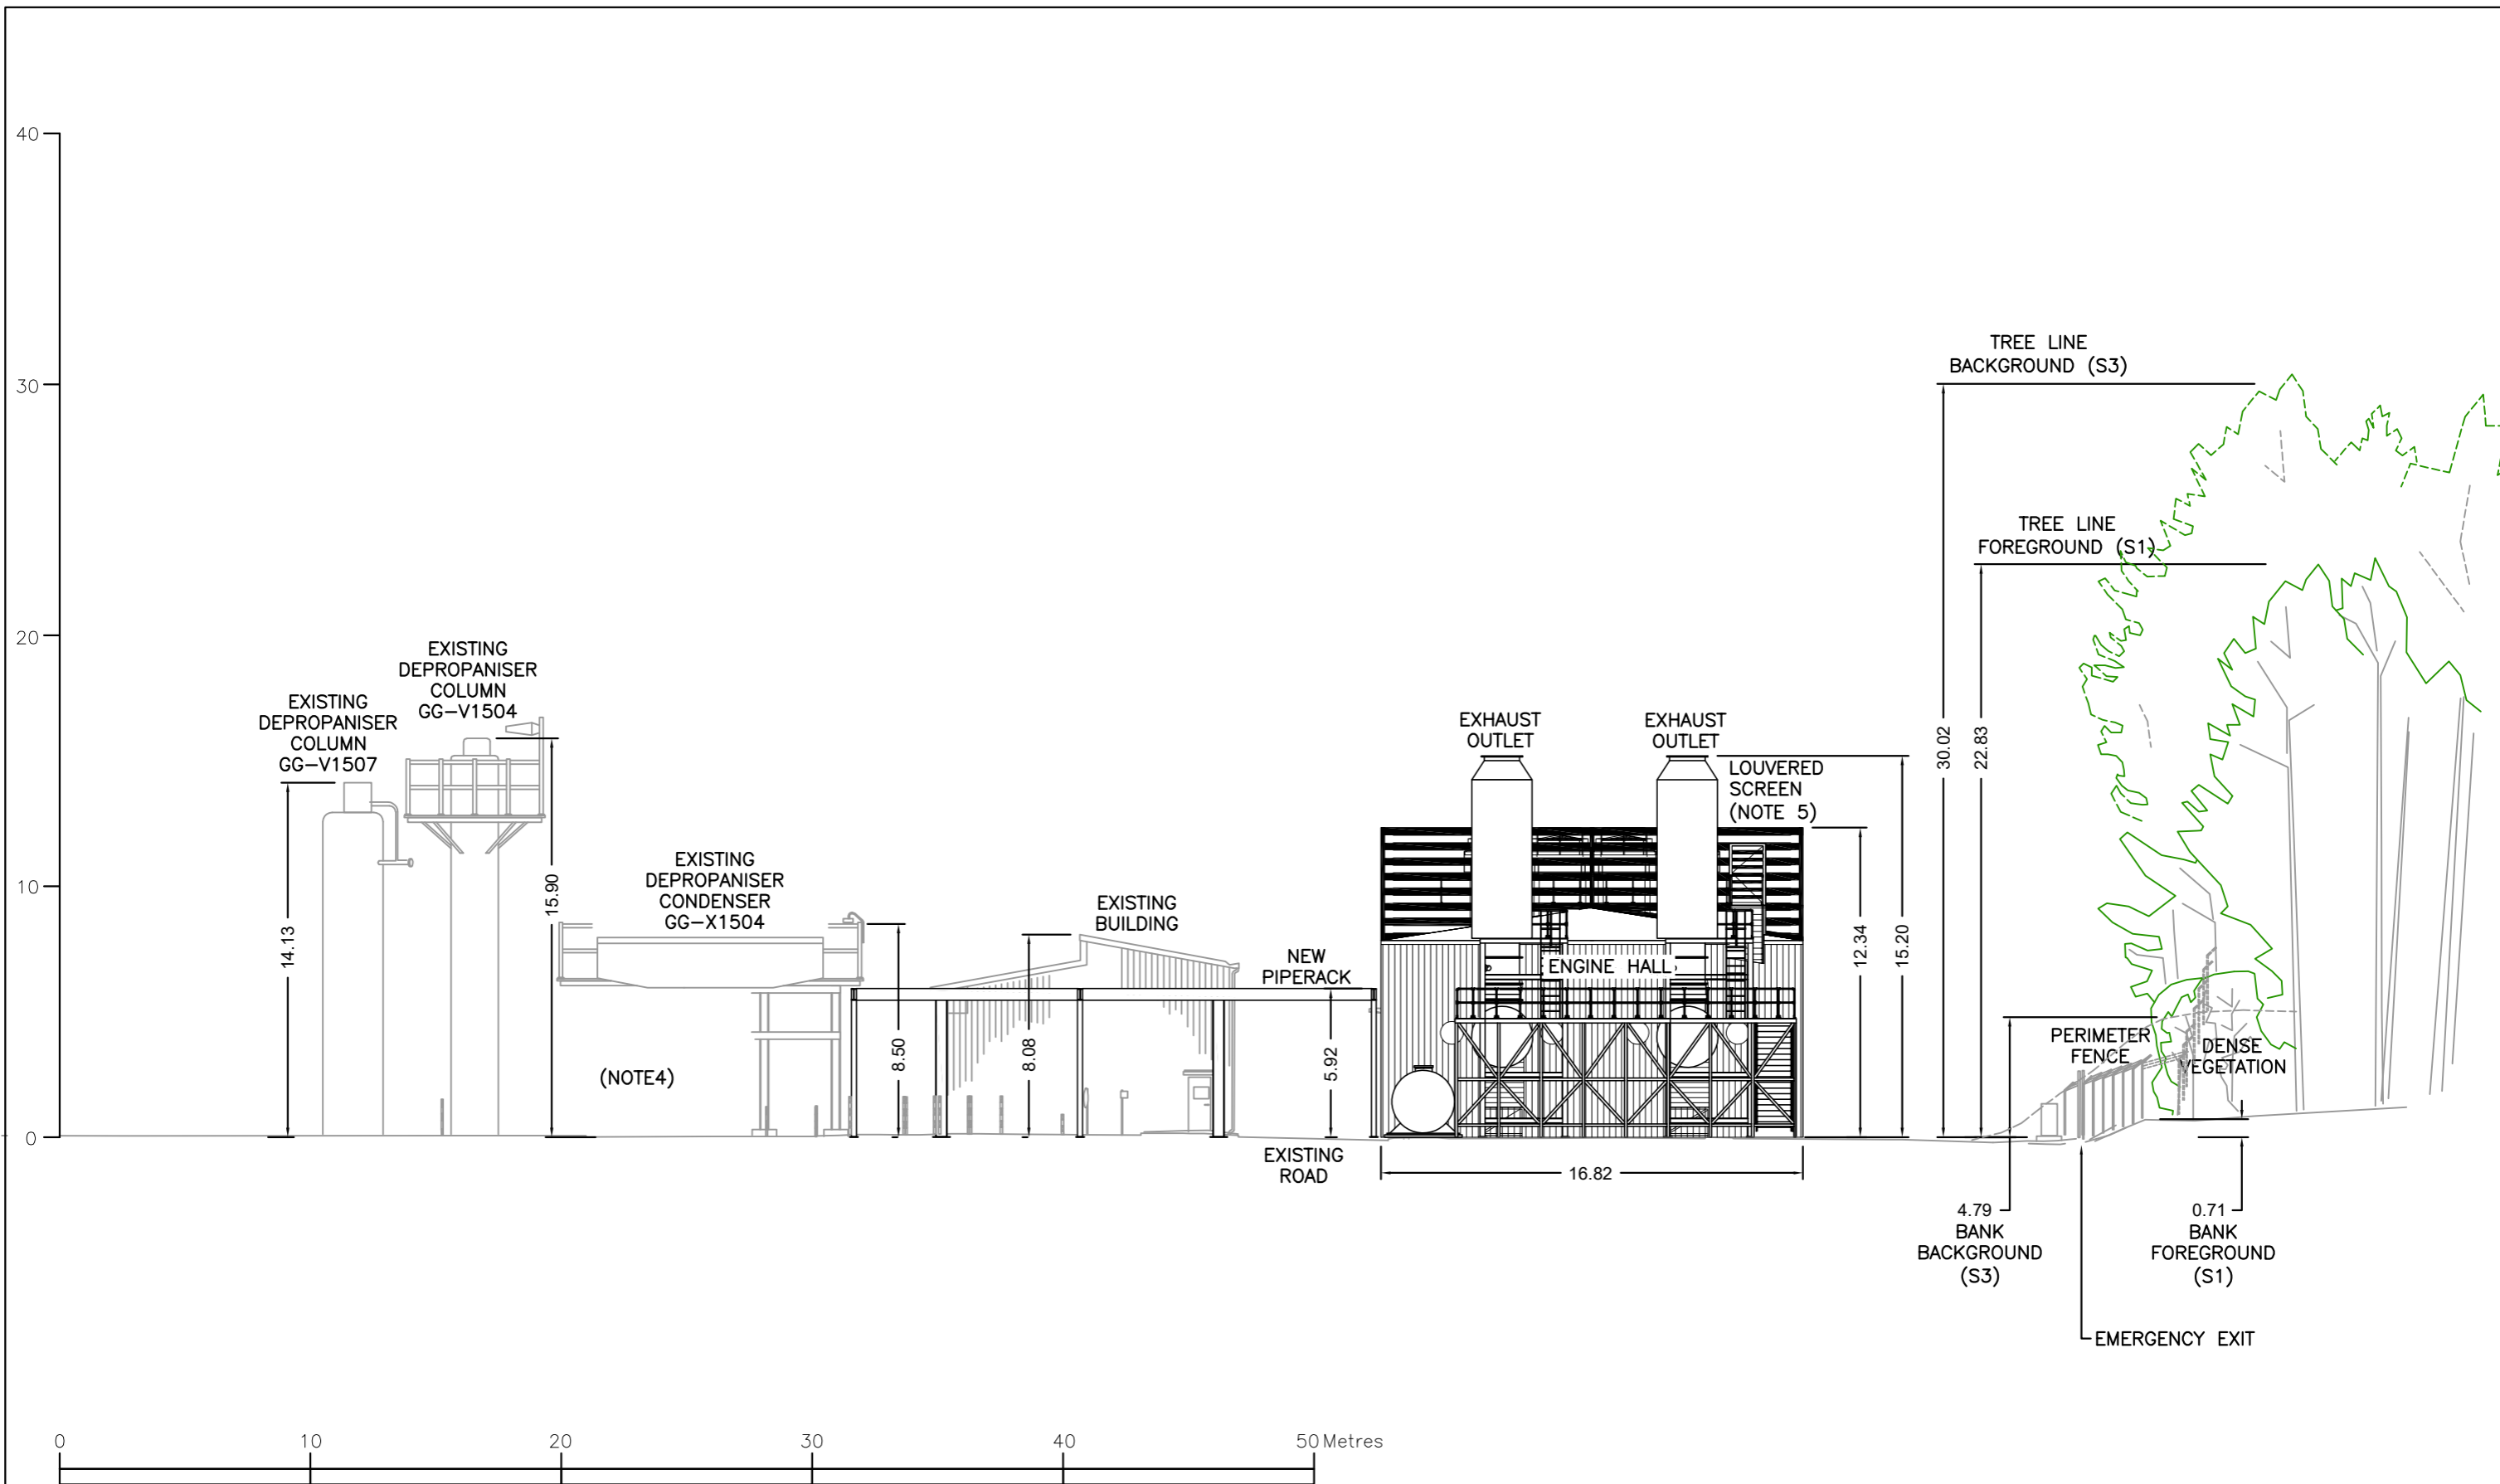 40
30
20
10
0
TREE LINE
BACKGROUND (S3)
TREE LINE
FOREGROUND (S1)
30.02
22.83
EXISTING
DEPROPANISER
COLUMN
GG-V1504
EXISTING
DEPROPANISER
COLUMN
GG-V1507
14.13
15.90
EXISTING
DEPROPANISER
CONDENSER
GG-X1504
(NOTE4)
8.50
EXISTING
BUILDING
8.08
NEW
PIPERACK
5.92
EXISTING
ROAD
EXHAUST
OUTLET
EXHAUST
OUTLET
LOUVERED
SCREEN
(NOTE 5)
ENGINE HALL
12.34
15.20
16.82
PERIMETER
FENCE
DENSE
VEGETATION
4.79
BANK
BACKGROUND
(S3)
0.71
BANK
FOREGROUND
(S1)
EMERGENCY EXIT
0
10
20
30
40
50 Metres